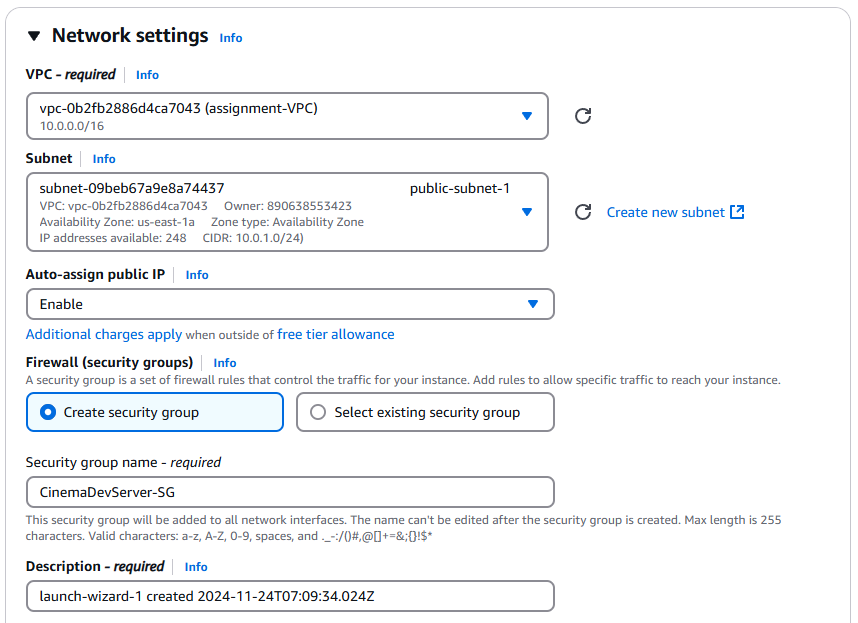 Network settings Info
VPC - required Info
vpc-0b2fb2886d4ca7043 (assignment-VPC)
10.0.0.0/16
Subnet Info
subnet-09beb67a9e8a74437 public-subnet-1
VPC: vpc-0b2fb2886d4ca7043 Owner: 890638553423
Availability Zone: us-east-1a Zone type: Availability Zone
IP addresses available: 248 CIDR: 10.0.1.0/24)
Create new subnet
Auto-assign public IP Info
Enable
Additional charges apply when outside of free tier allowance
Firewall (security groups) Info
A security group is a set of firewall rules that control the traffic for your instance. Add rules to allow specific traffic to reach your instance.
Create security group
Select existing security group
Security group name - required
CinemaDevServer-SG
This security group will be added to all network interfaces. The name can't be edited after the security group is created. Max length is 255
characters. Valid characters: a-z, A-Z, 0-9, spaces, and ._-:/()#,@[]+=&;{}!$*
Description - required Info
launch-wizard-1 created 2024-11-24T07:09:34.024Z